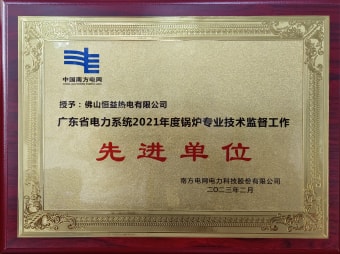 中国南方电网
授予：佛山恒益热电有限公司
广东省电力系统2021年度锅炉专业技术监督工作
先进单位
南方电网电力科技股份有限公司
二〇二三年二月